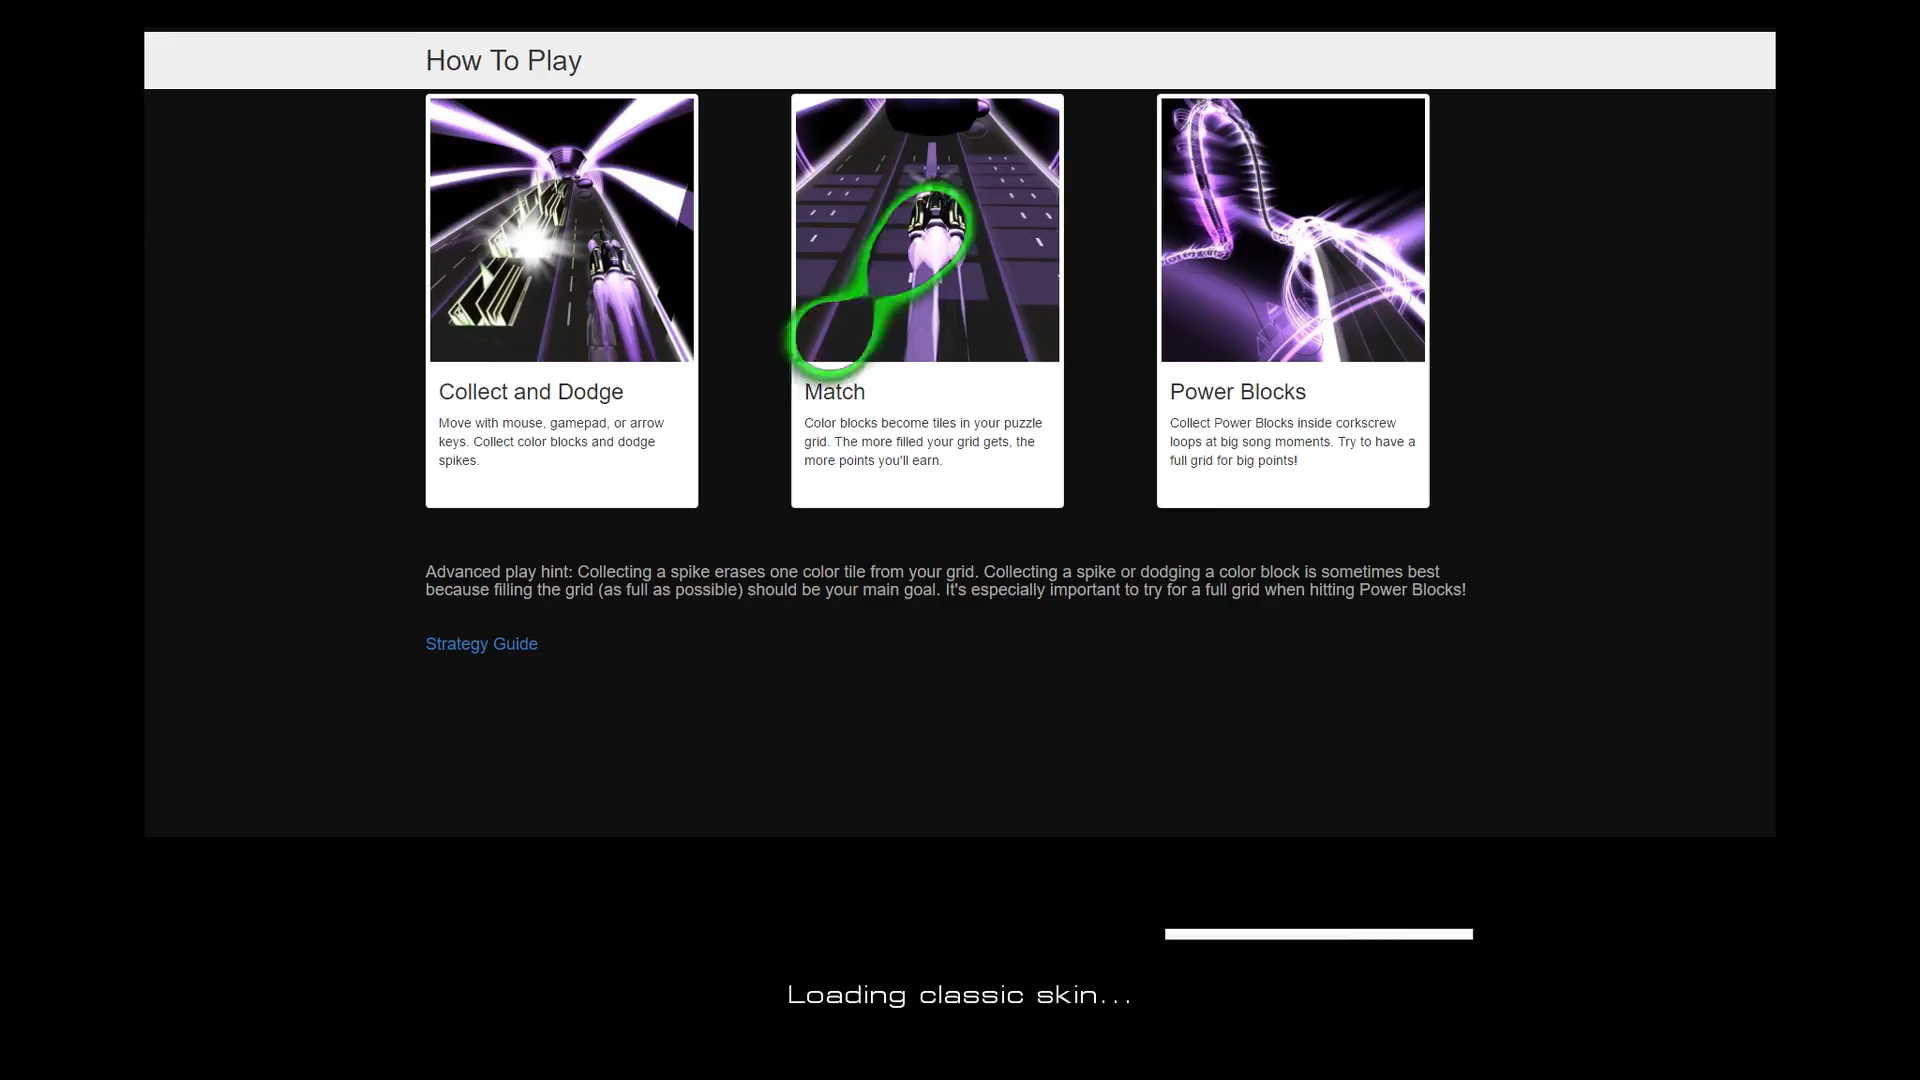 How To Play
Collect and Dodge
Move with mouse, gamepad, or arrow
keys. Collect color blocks and dodge
spikes.
Match
Color blocks become tiles in your puzzle
grid. The more filled your grid gets, the
more points you'll earn.
Power Blocks
Collect Power Blocks inside corkscrew
loops at big song moments. Try to have a
full grid for big points!
Advanced play hint: Collecting a spike erases one color tile from your grid. Collecting a spike or dodging a color block is sometimes best
because filling the grid (as full as possible) should be your main goal. It's especially important to try for a full grid when hitting Power Blocks!
Strategy Guide
Loading classic skin...